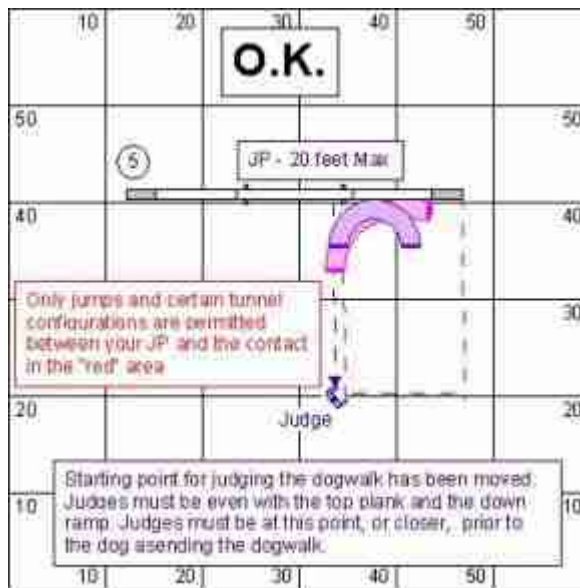 10 20 30 40 50
O.K.
50 50
5
JP - 20 feet Max
40 40
Only jumps and certain tunnel
configurations are permitted
between your JP and the contact
in the "red" area
30 30
20 20
Judge
Starting point for judging the dogwalk has been moved.
Judges must be even with the top plank and the down
ramp. Judges must be at this point, or closer, prior to
the dog asending the dogwalk.
10 10
10 20 30 40 50